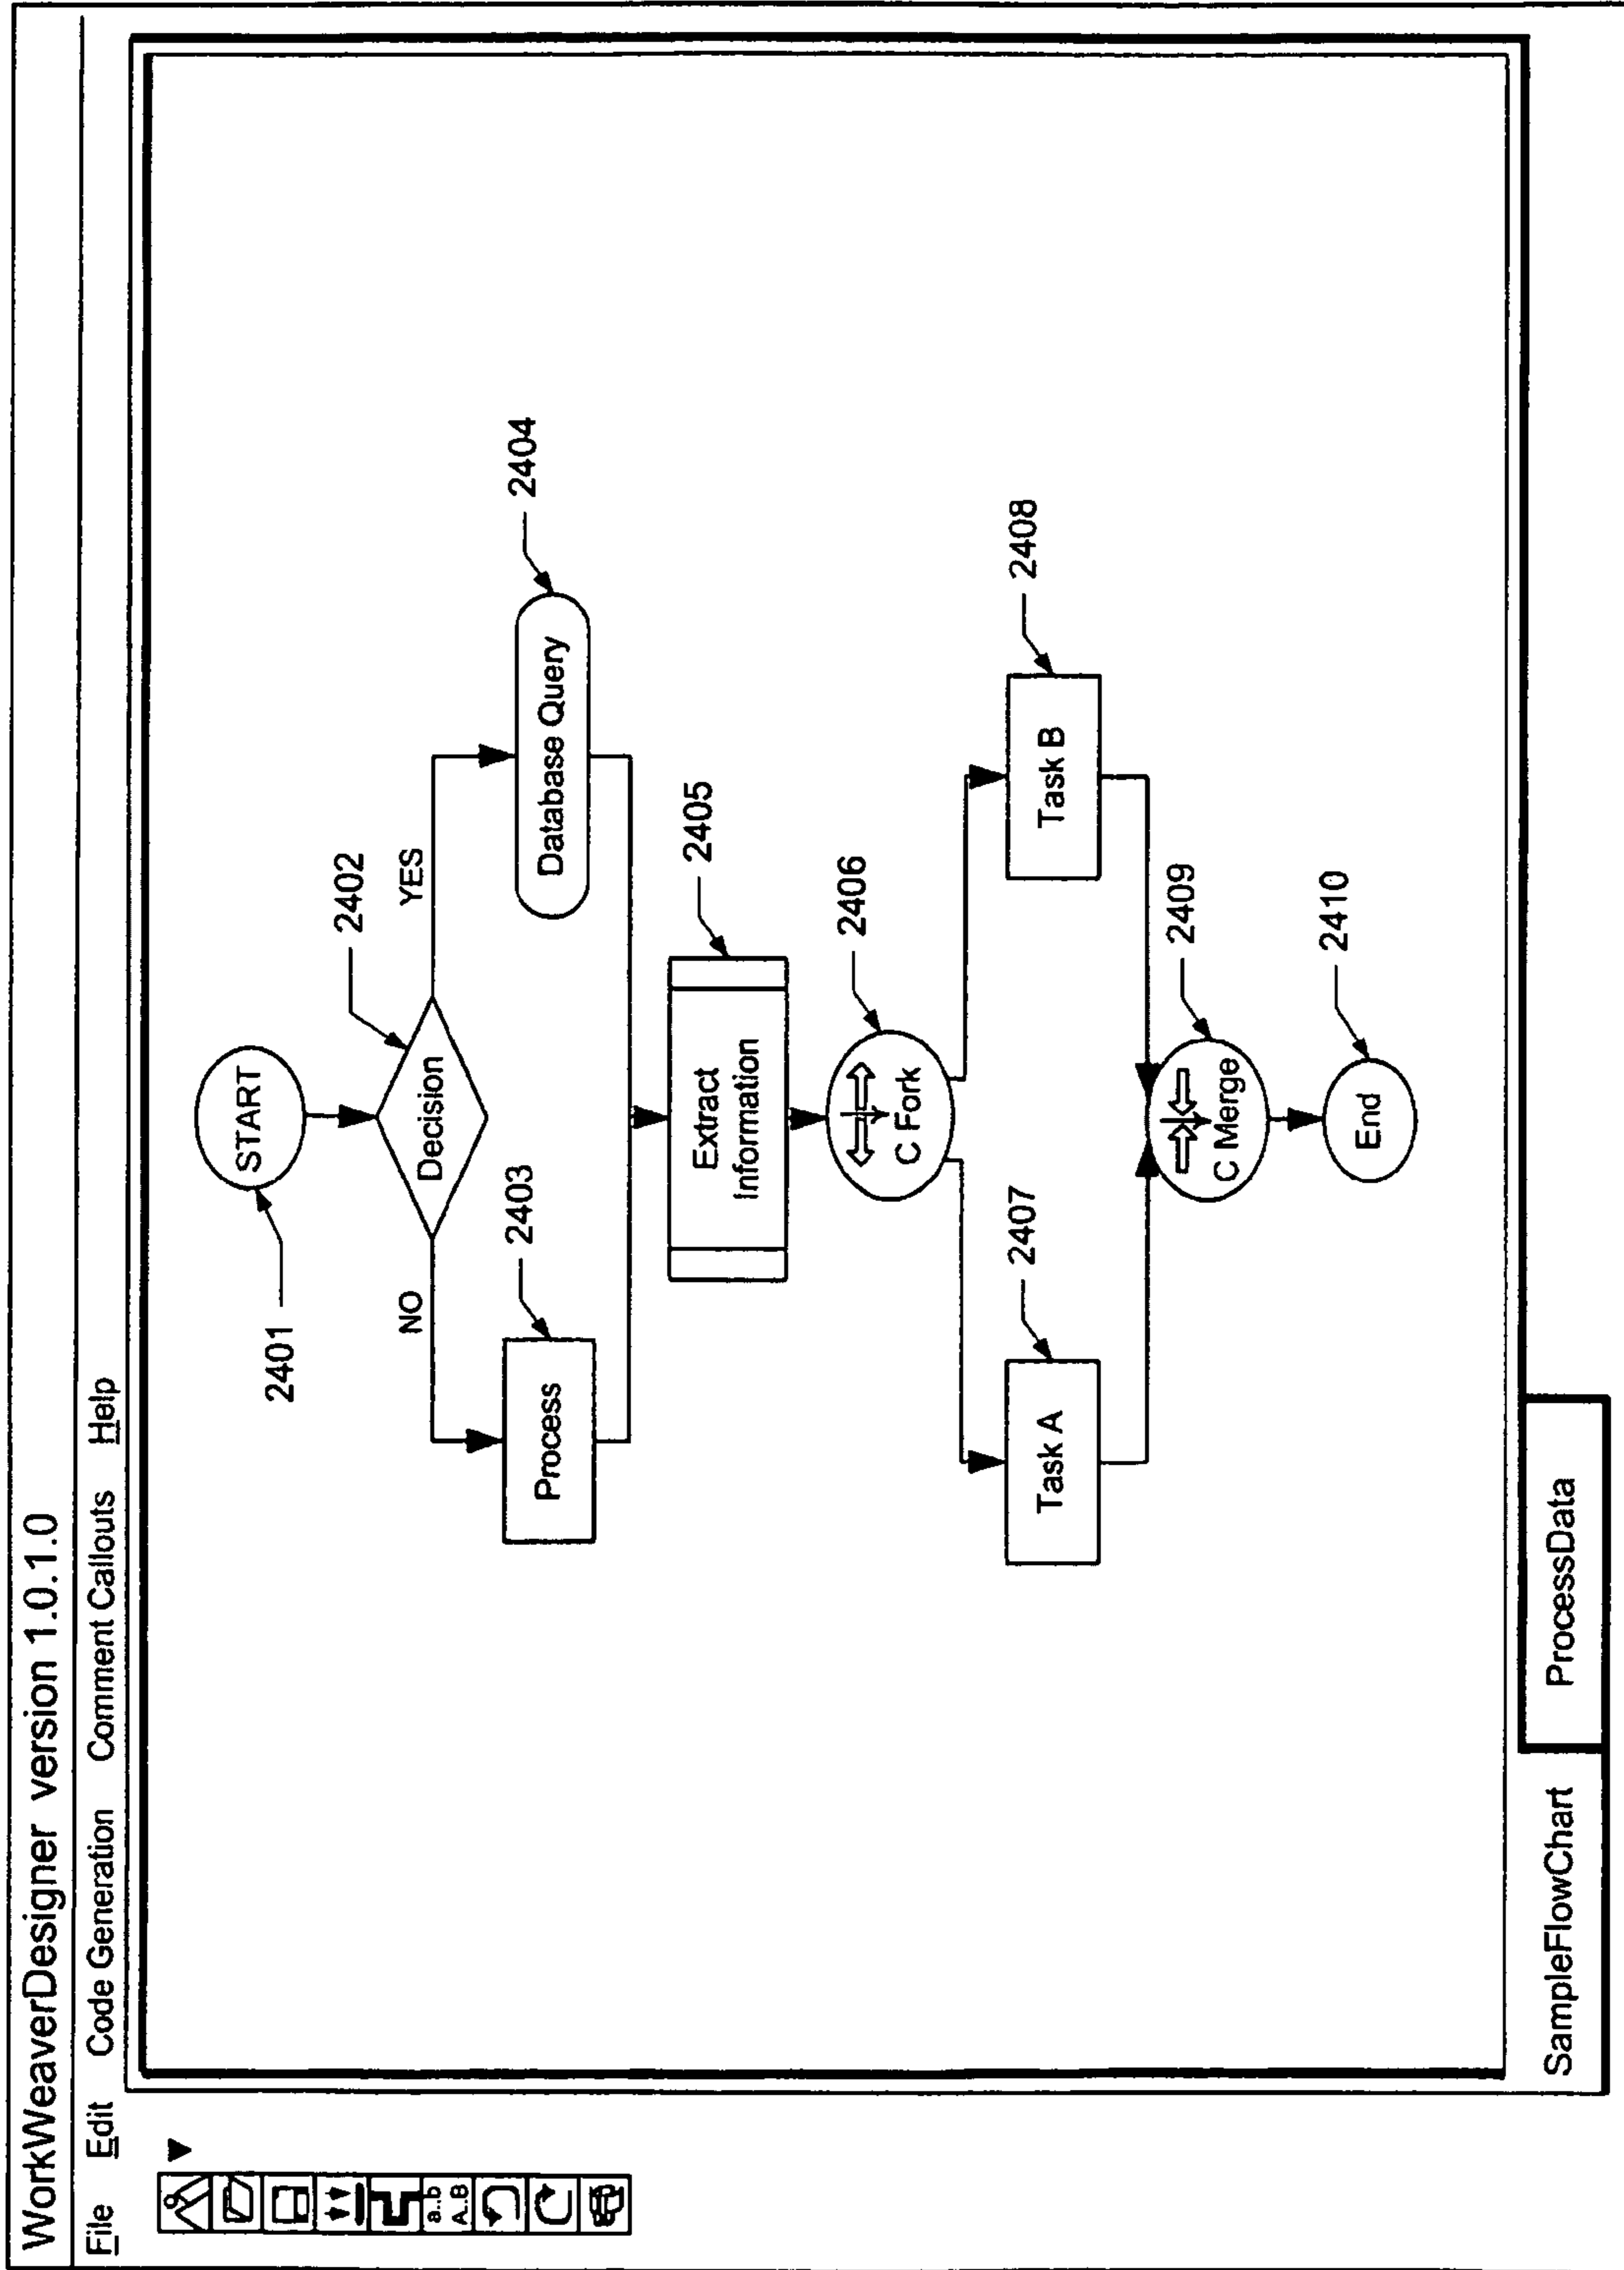 WorkWeaverDesigner version 1.0.1.0
File Edit Code Generation Comment Callouts Help
a..b
A..B
START
2401
Decision
2402
NO
YES
Process
2403
Database Query
2404
Extract
Information
2405
C Fork
2406
Task A
2407
Task B
2408
C Merge
2409
End
2410
SampleFlowChart
ProcessData